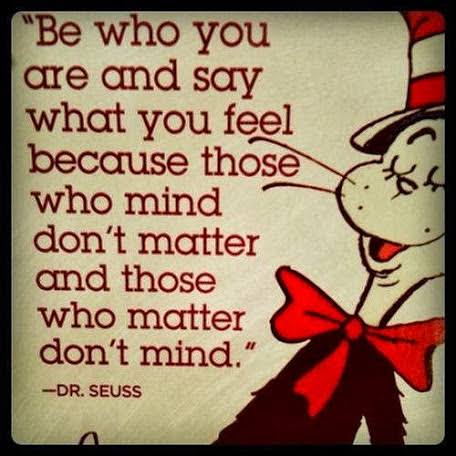 "Be who you
are and say
what you feel
because those
who mind
don't matter
and those
who matter
don't mind."
—DR. SEUSS